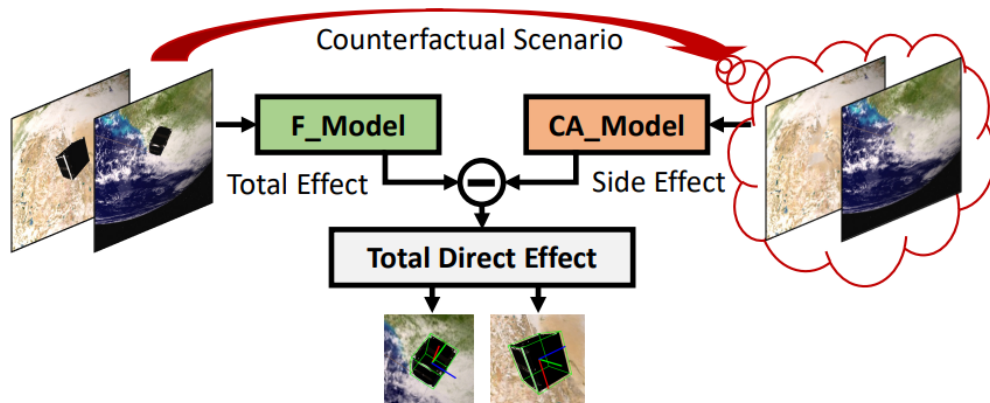 Counterfactual Scenario
F_Model
CA_Model
Total Effect
Side Effect
Total Direct Effect